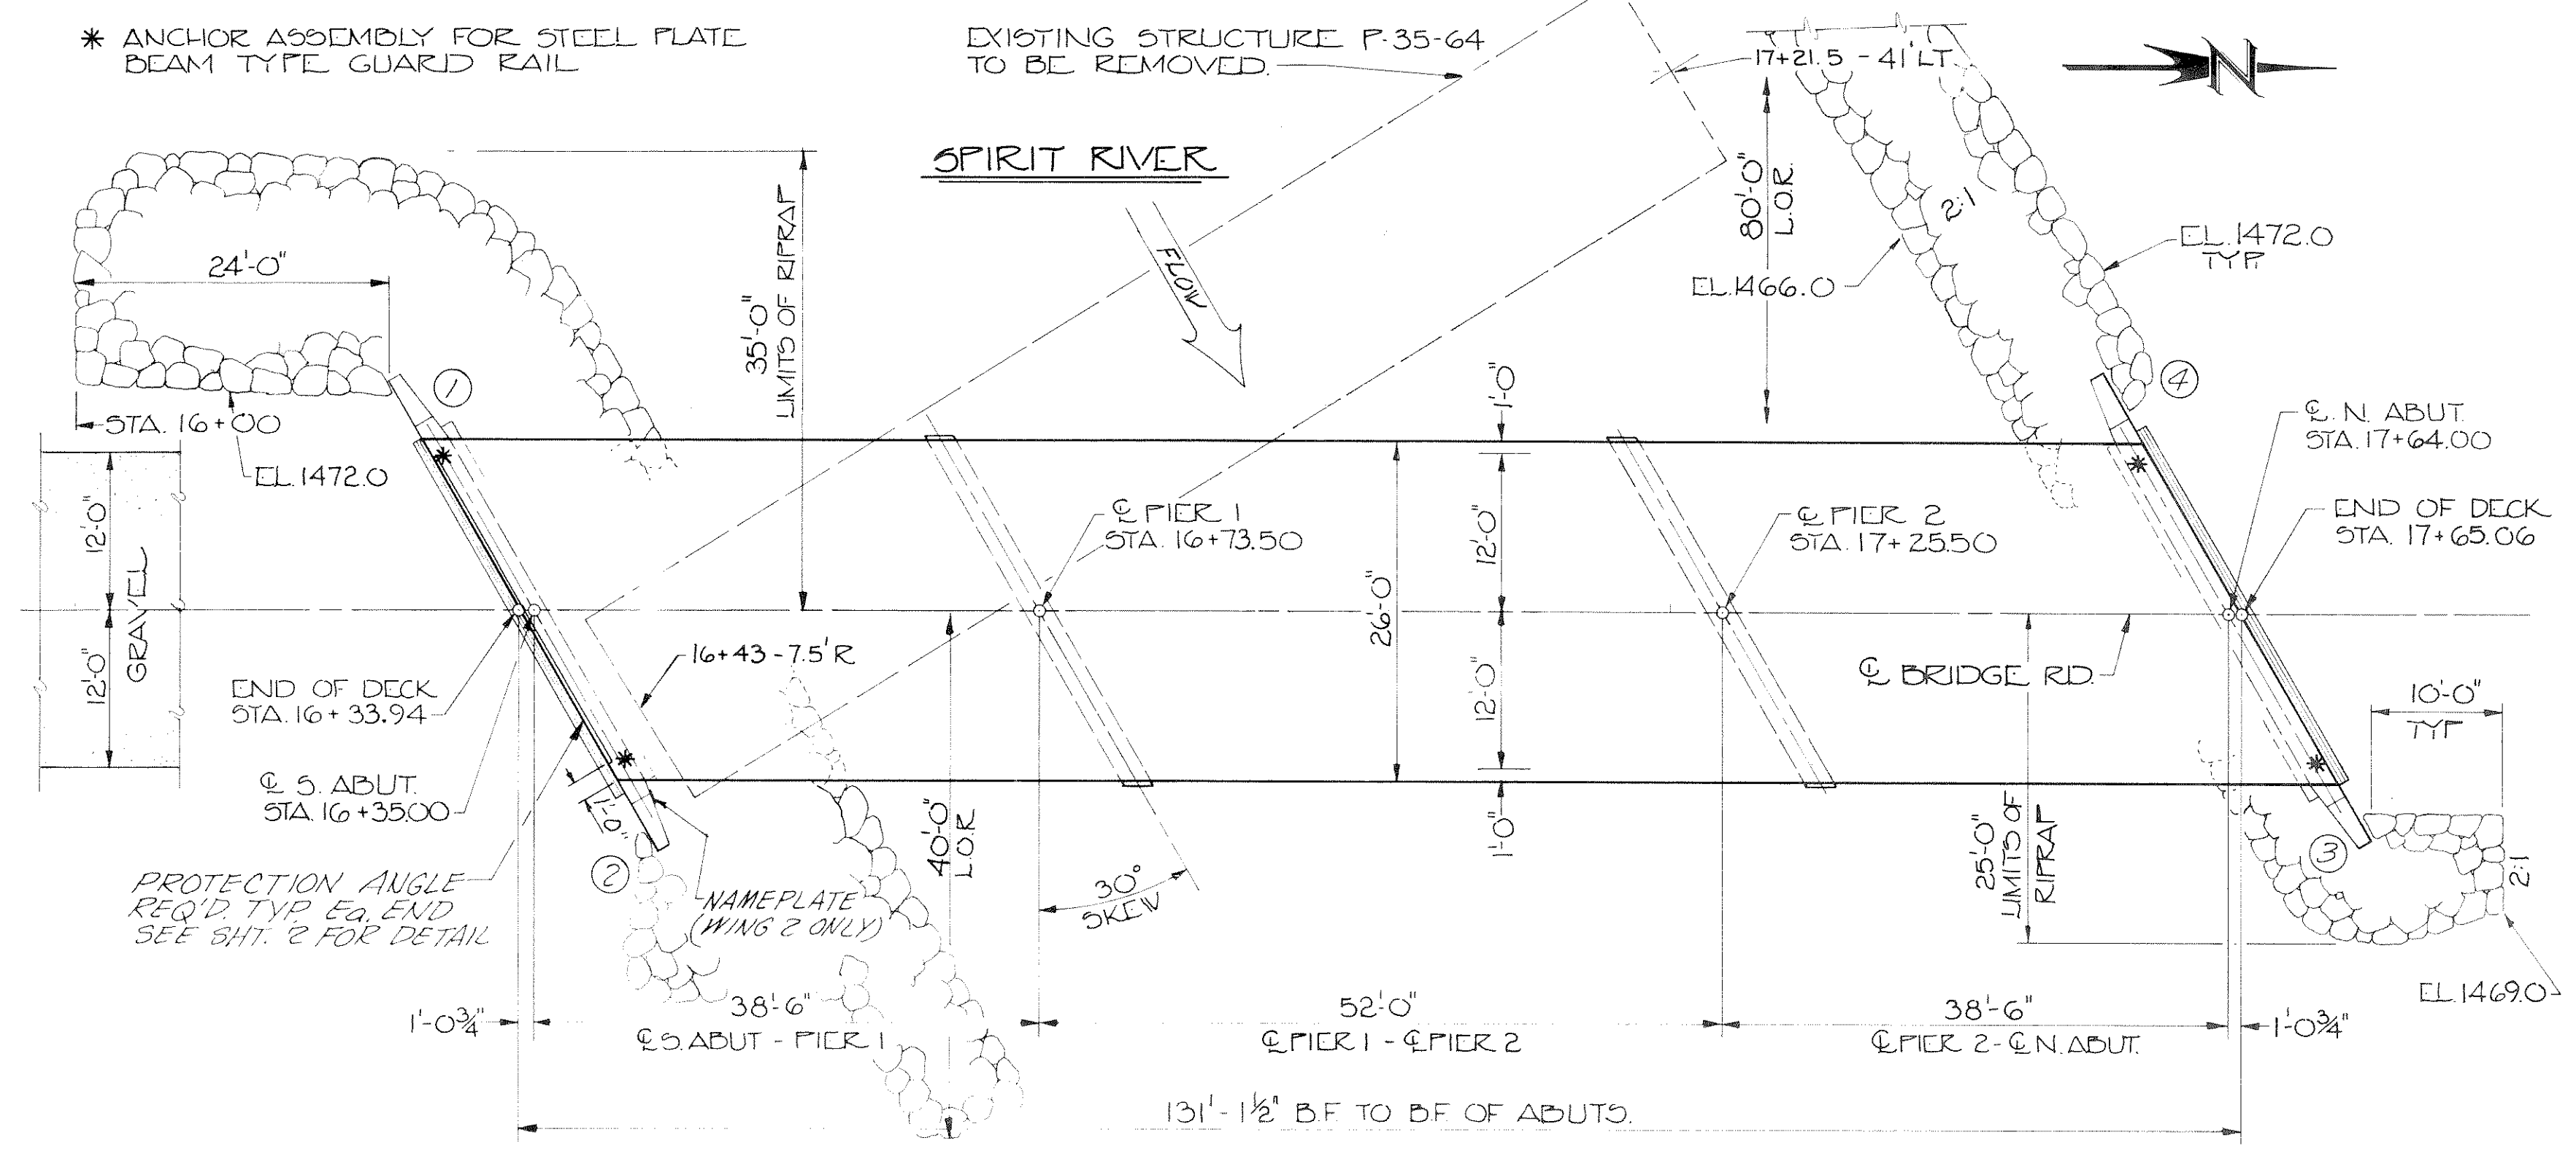 * ANCHOR ASSEMBLY FOR STEEL PLATE
BEAM TYPE GUARD RAIL
EXISTING STRUCTURE P-35-64
TO BE REMOVED.
17+21.5 - 41' LT.
N
SPIRIT RIVER
FLOW
24'-0"
35'-0"
LIMITS OF RIPRAP
80'-0"
L.O.R.
2:1
EL. 1472.0
TYP.
EL. 1466.0
1
4
STA. 16+00
EL. 1472.0
1'-0"
℄ N. ABUT.
STA. 17+64.00
12'-0"
GRAVEL
12'-0"
℄ PIER 1
STA. 16+73.50
12'-0"
26'-0"
12'-0"
℄ PIER 2
STA. 17+25.50
END OF DECK
STA. 17+65.06
16+43-7.5' R
END OF DECK
STA. 16+33.94
℄ BRIDGE RD.
10'-0"
TYP
℄ S. ABUT.
STA. 16+35.00
1'-0"
40'-0"
L.O.R
1'-0"
25'-0"
LIMITS OF
RIPRAP
2:1
2
3
PROTECTION ANGLE
REQ'D. TYP. Ea. END
SEE SHT. 2 FOR DETAIL
NAMEPLATE
(WING 2 ONLY)
30°
SKEW
EL. 1469.0
1'-0¾"
38'-6"
℄ S. ABUT - PIER 1
52'-0"
℄ PIER 1 - ℄ PIER 2
38'-6"
℄ PIER 2 - ℄ N. ABUT.
1'-0¾"
131'-1½" B.F. TO B.F. OF ABUTS.